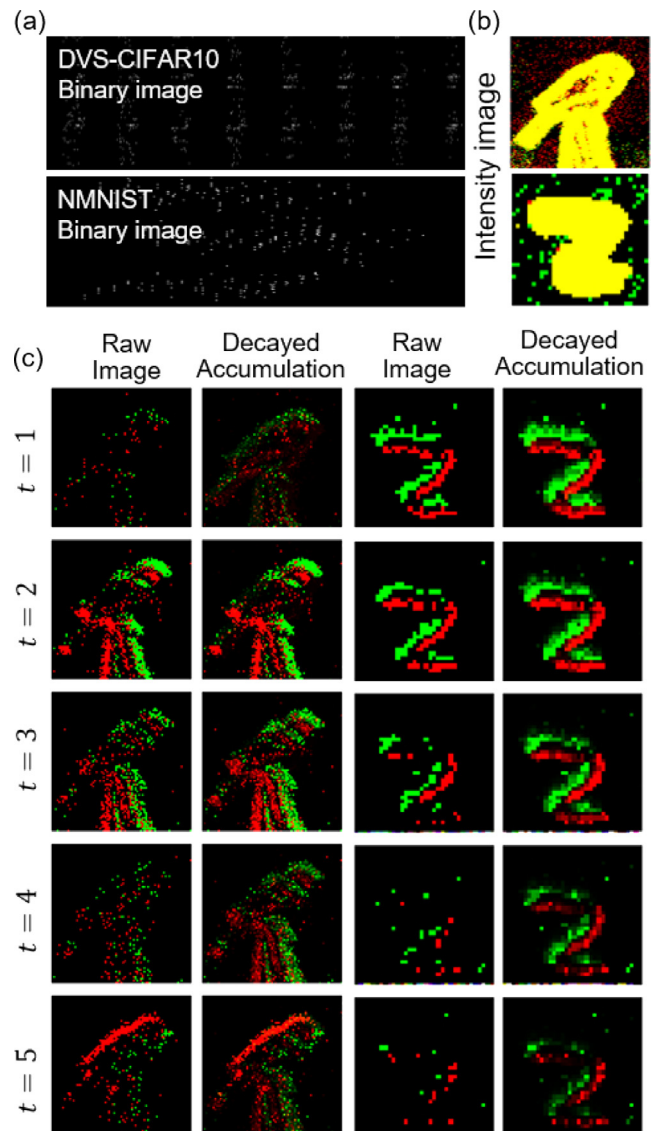 (a)
DVS-CIFAR10
Binary image
NMNIST
Binary image
(b)
Intensity image
(c)
Raw
Image
Decayed
Accumulation
Raw
Image
Decayed
Accumulation
t = 1
t = 2
t = 3
t = 4
t = 5